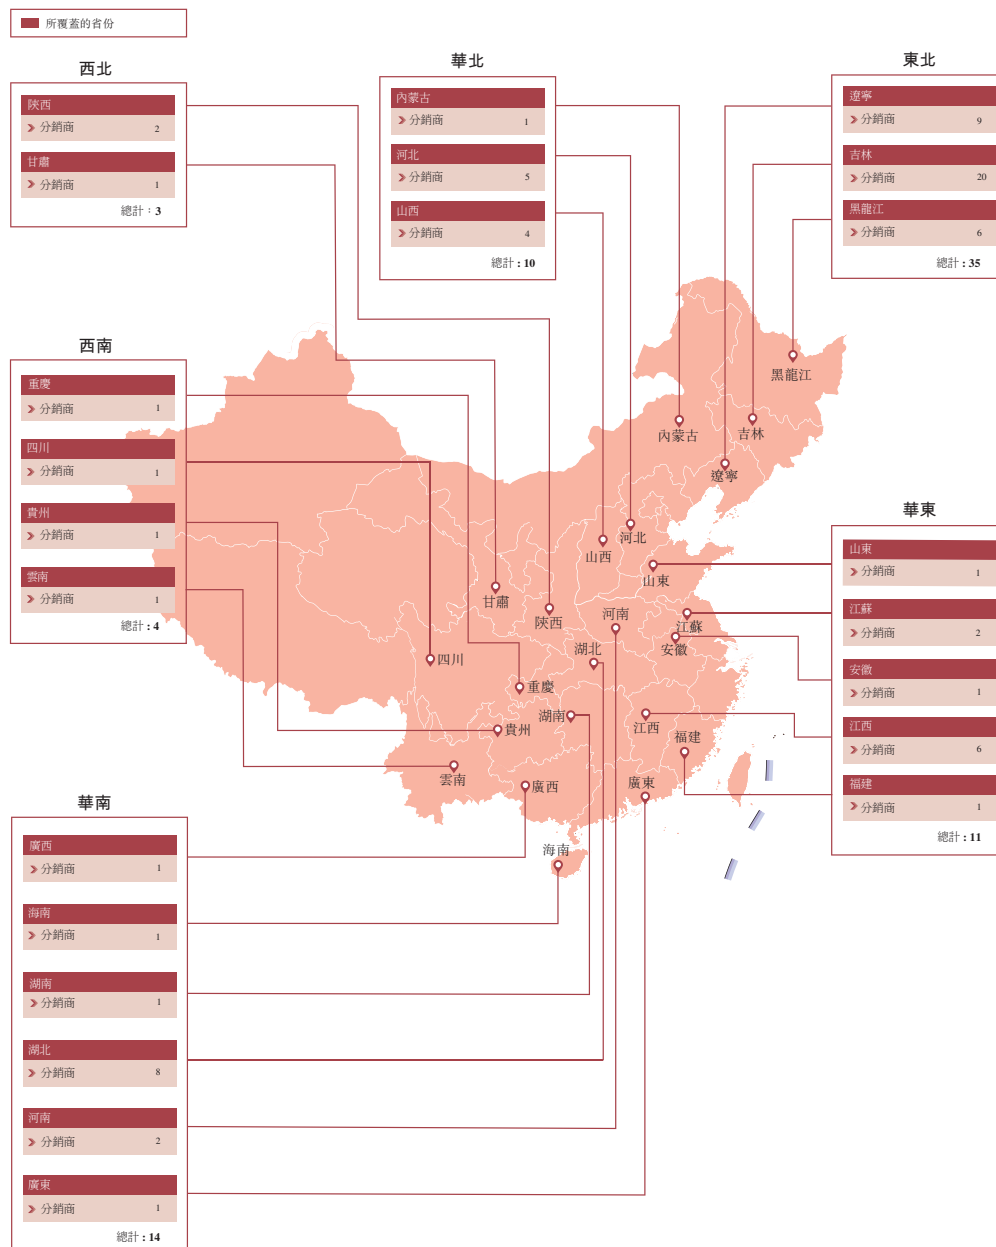 所覆蓋的省份
西北
陝西
分銷商 2
甘肅
分銷商 1
總計：3
華北
內蒙古
分銷商 1
河北
分銷商 5
山西
分銷商 4
總計 : 10
東北
遼寧
分銷商 9
吉林
分銷商 20
黑龍江
分銷商 6
總計 : 35
西南
重慶
分銷商 1
四川
分銷商 1
貴州
分銷商 1
雲南
分銷商 1
總計 : 4
華東
山東
分銷商 1
江蘇
分銷商 2
安徽
分銷商 1
江西
分銷商 6
福建
分銷商 1
總計 : 11
華南
廣西
分銷商 1
海南
分銷商 1
湖南
分銷商 1
湖北
分銷商 8
河南
分銷商 2
廣東
分銷商 1
總計 : 14
黑龍江
內蒙古
吉林
遼寧
河北
山西
山東
甘肅
陝西
河南
江蘇
安徽
湖北
四川
重慶
湖南
江西
貴州
福建
雲南
廣西
廣東
海南